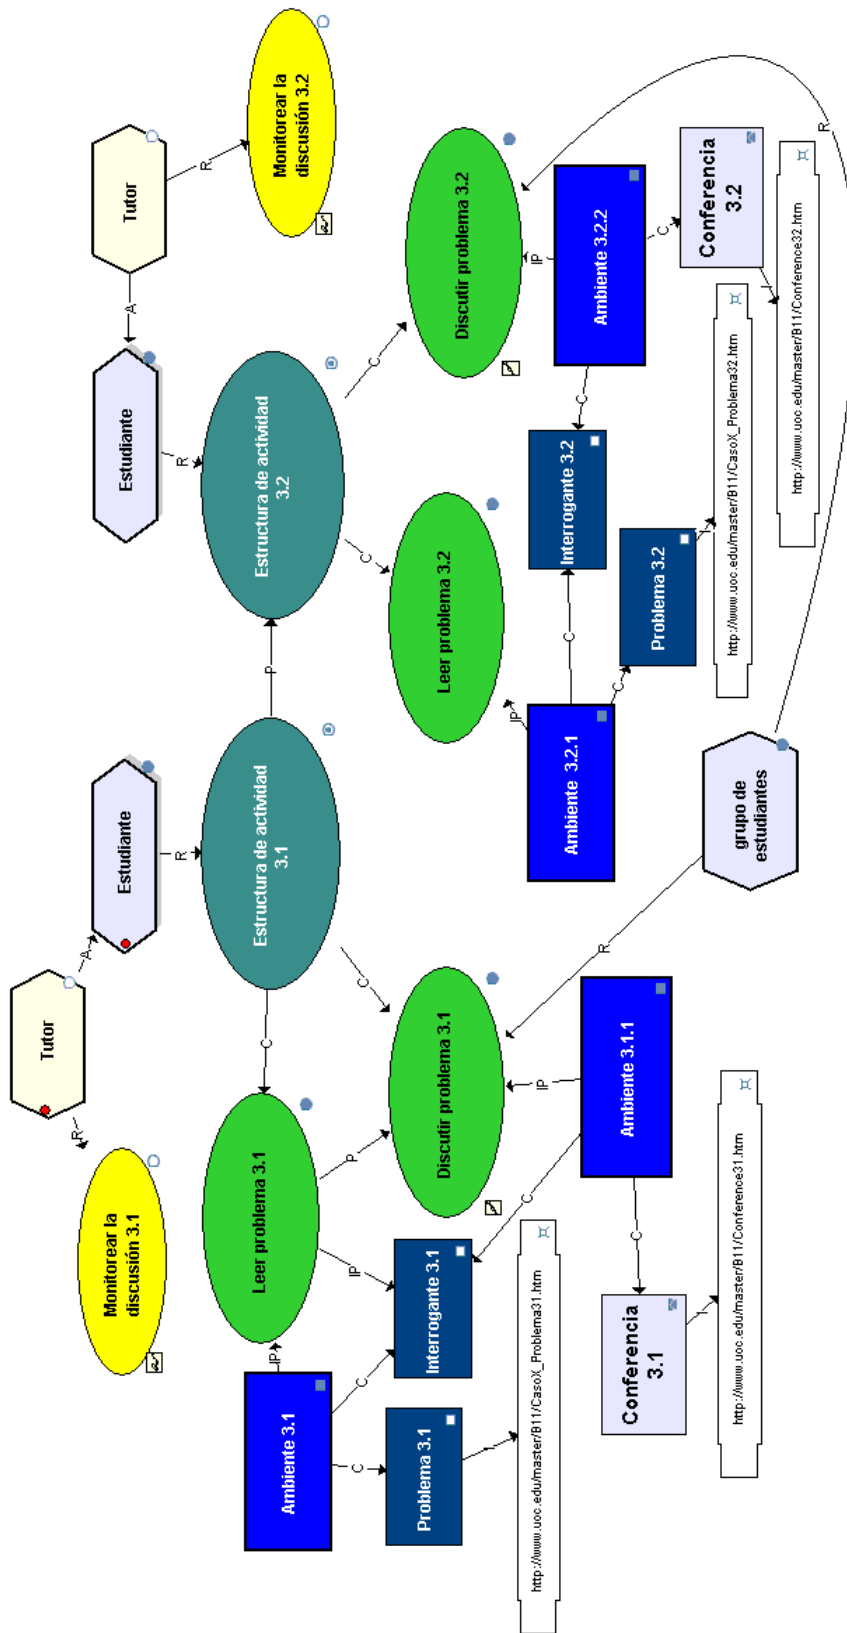 Tutor
R
A
Monitorear la
discusión 3.1
Estudiante
Estudiante
A
Tutor
R
R
R
Leer problema 3.1
C
Estructura de actividad
3.1
P
Estructura de actividad
3.2
Monitorear la
discusión 3.2
Ambiente 3.1
IP
C
C
IP
P
C
C
C
Problema 3.1
Interrogante 3.1
Discutir problema 3.1
Leer problema 3.2
Discutir problema 3.2
I
C
IP
IP
IP
http://www.uoc.edu/master/B11/CasoX_Problema31.htm
Ambiente 3.2.1
C
Interrogante 3.2
C
Ambiente 3.2.2
R
C
C
C
Conferencia
3.1
Ambiente 3.1.1
Problema 3.2
Conferencia
3.2
I
I
I
http://www.uoc.edu/master/B11/Conference31.htm
grupo de
estudiantes
http://www.uoc.edu/master/B11/CasoX_Problema32.htm
http://www.uoc.edu/master/B11/Conference32.htm
R